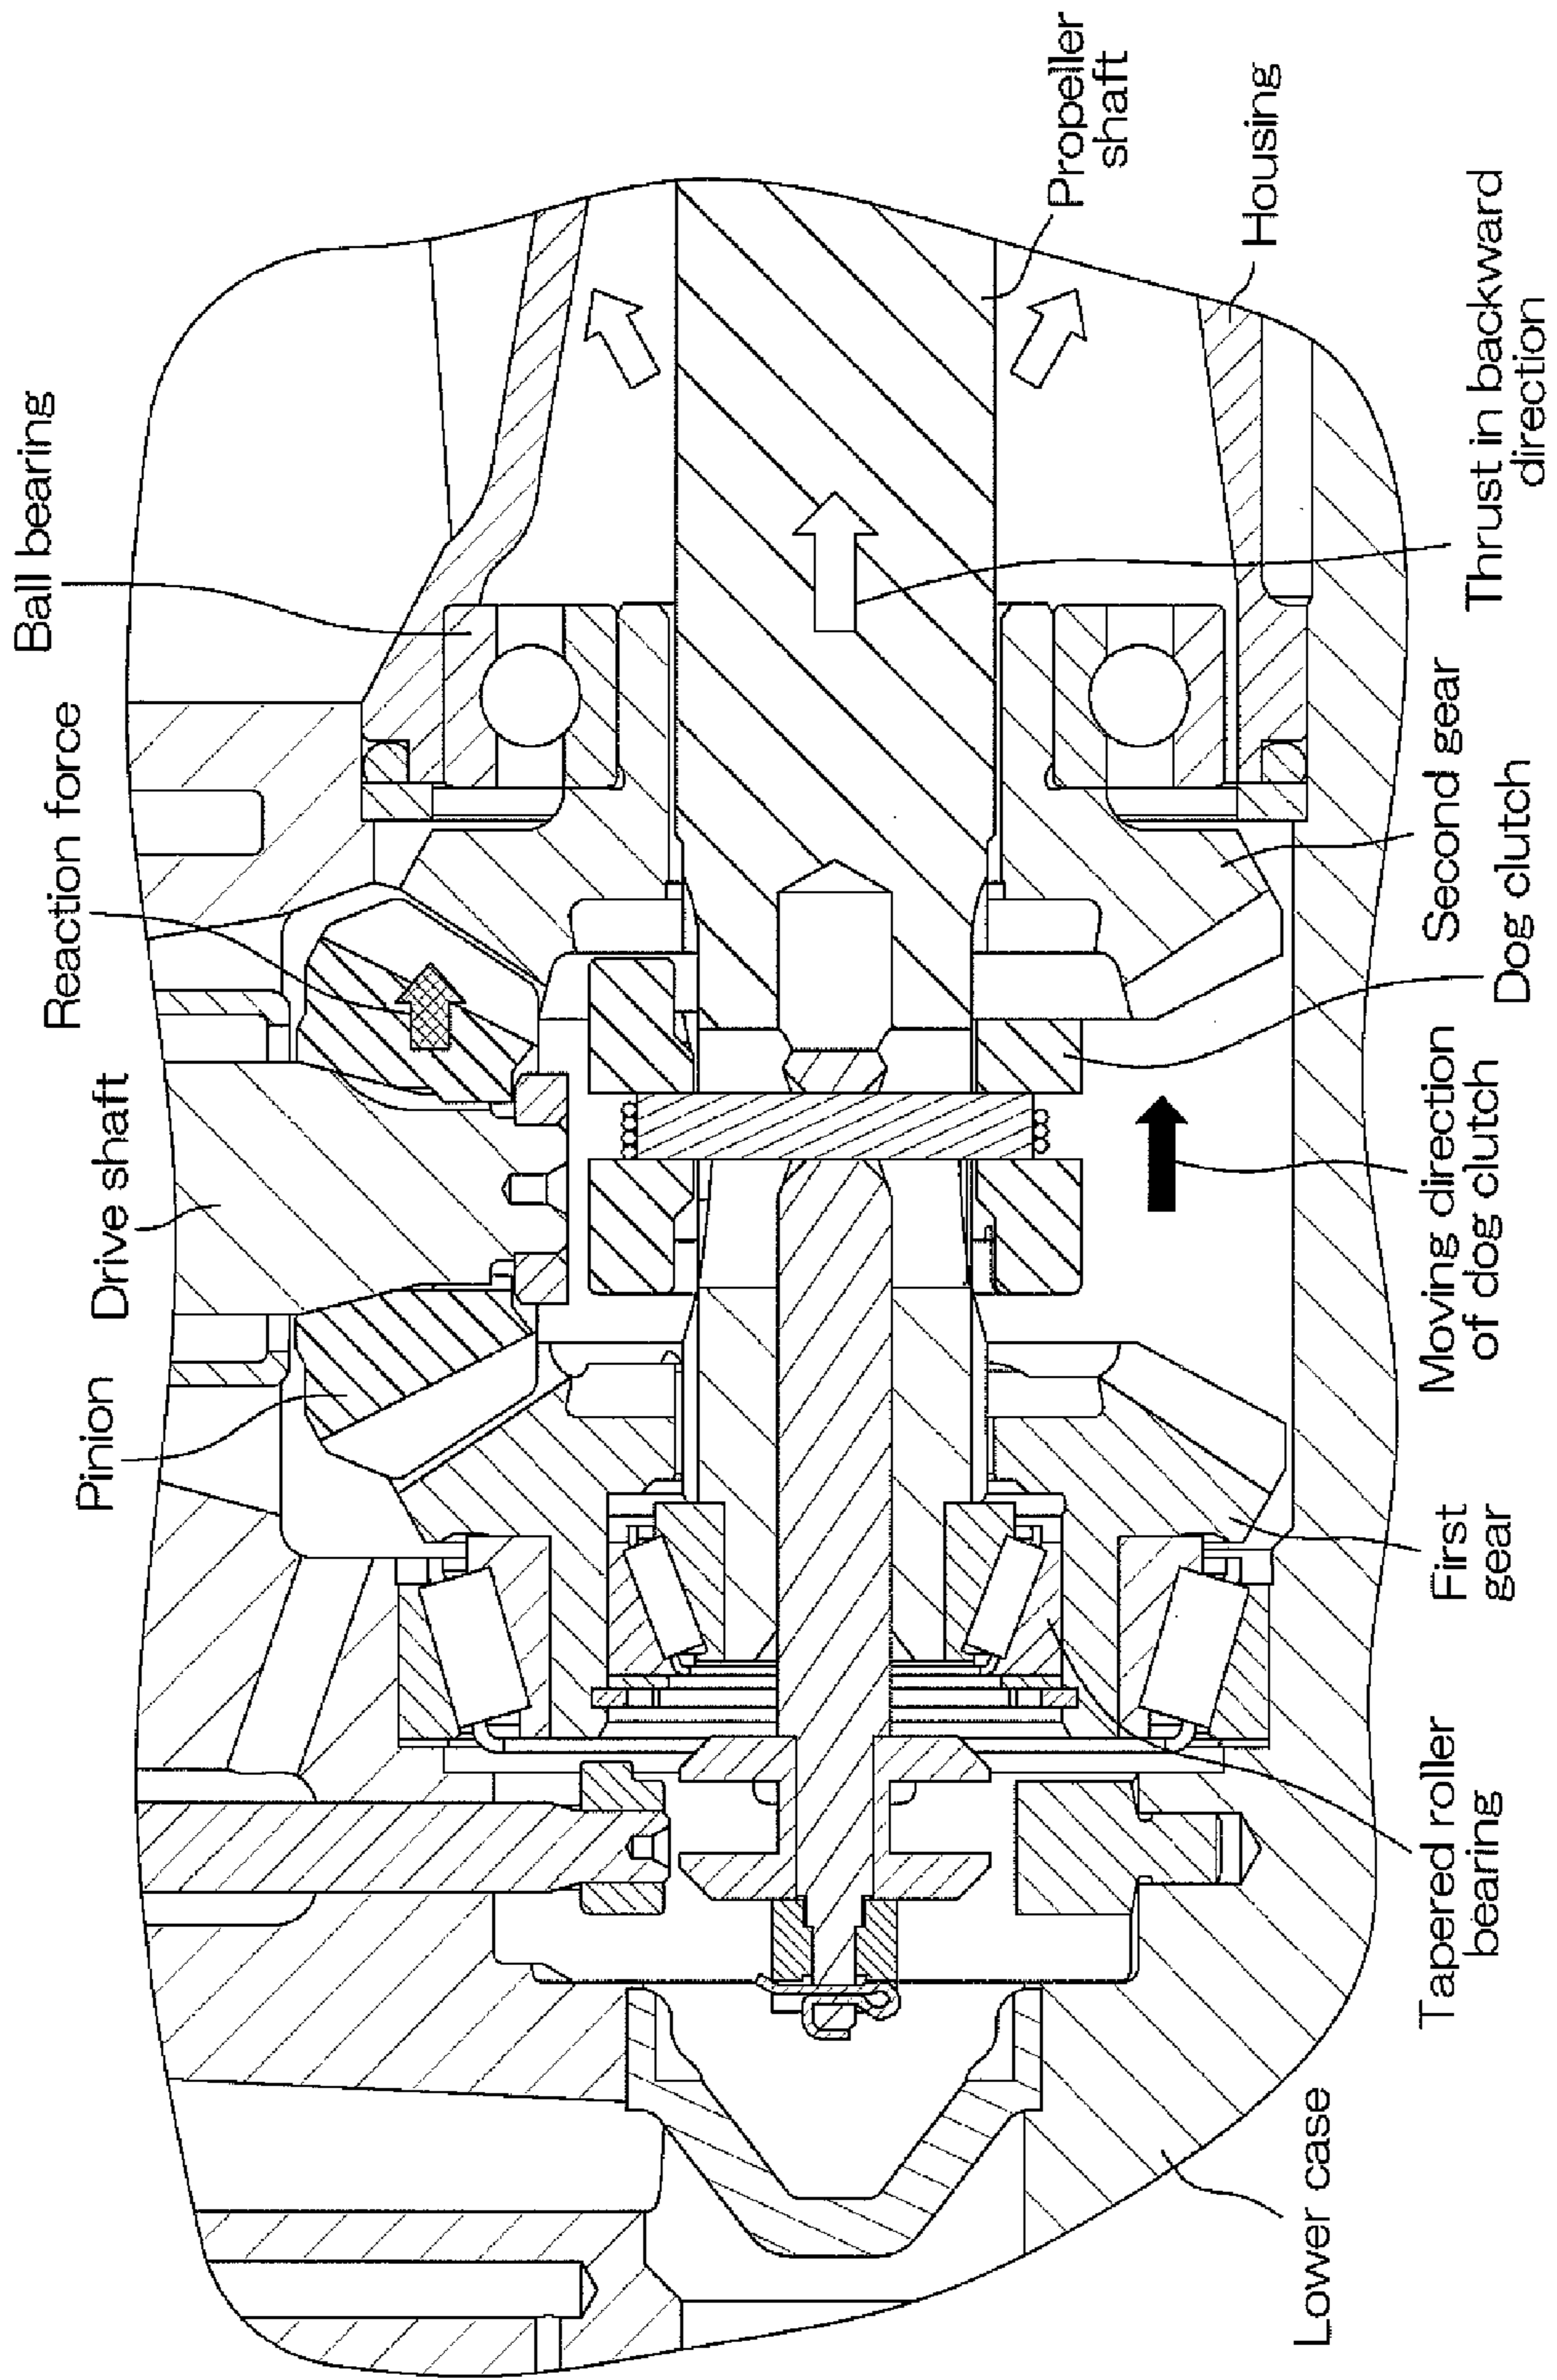 Ball bearing
Reaction force
Drive shaft
Pinion
Propeller
shaft
Housing
Thrust in backward
direction
Second gear
Dog clutch
Moving direction
of dog clutch
First
gear
Tapered roller
bearing
Lower case